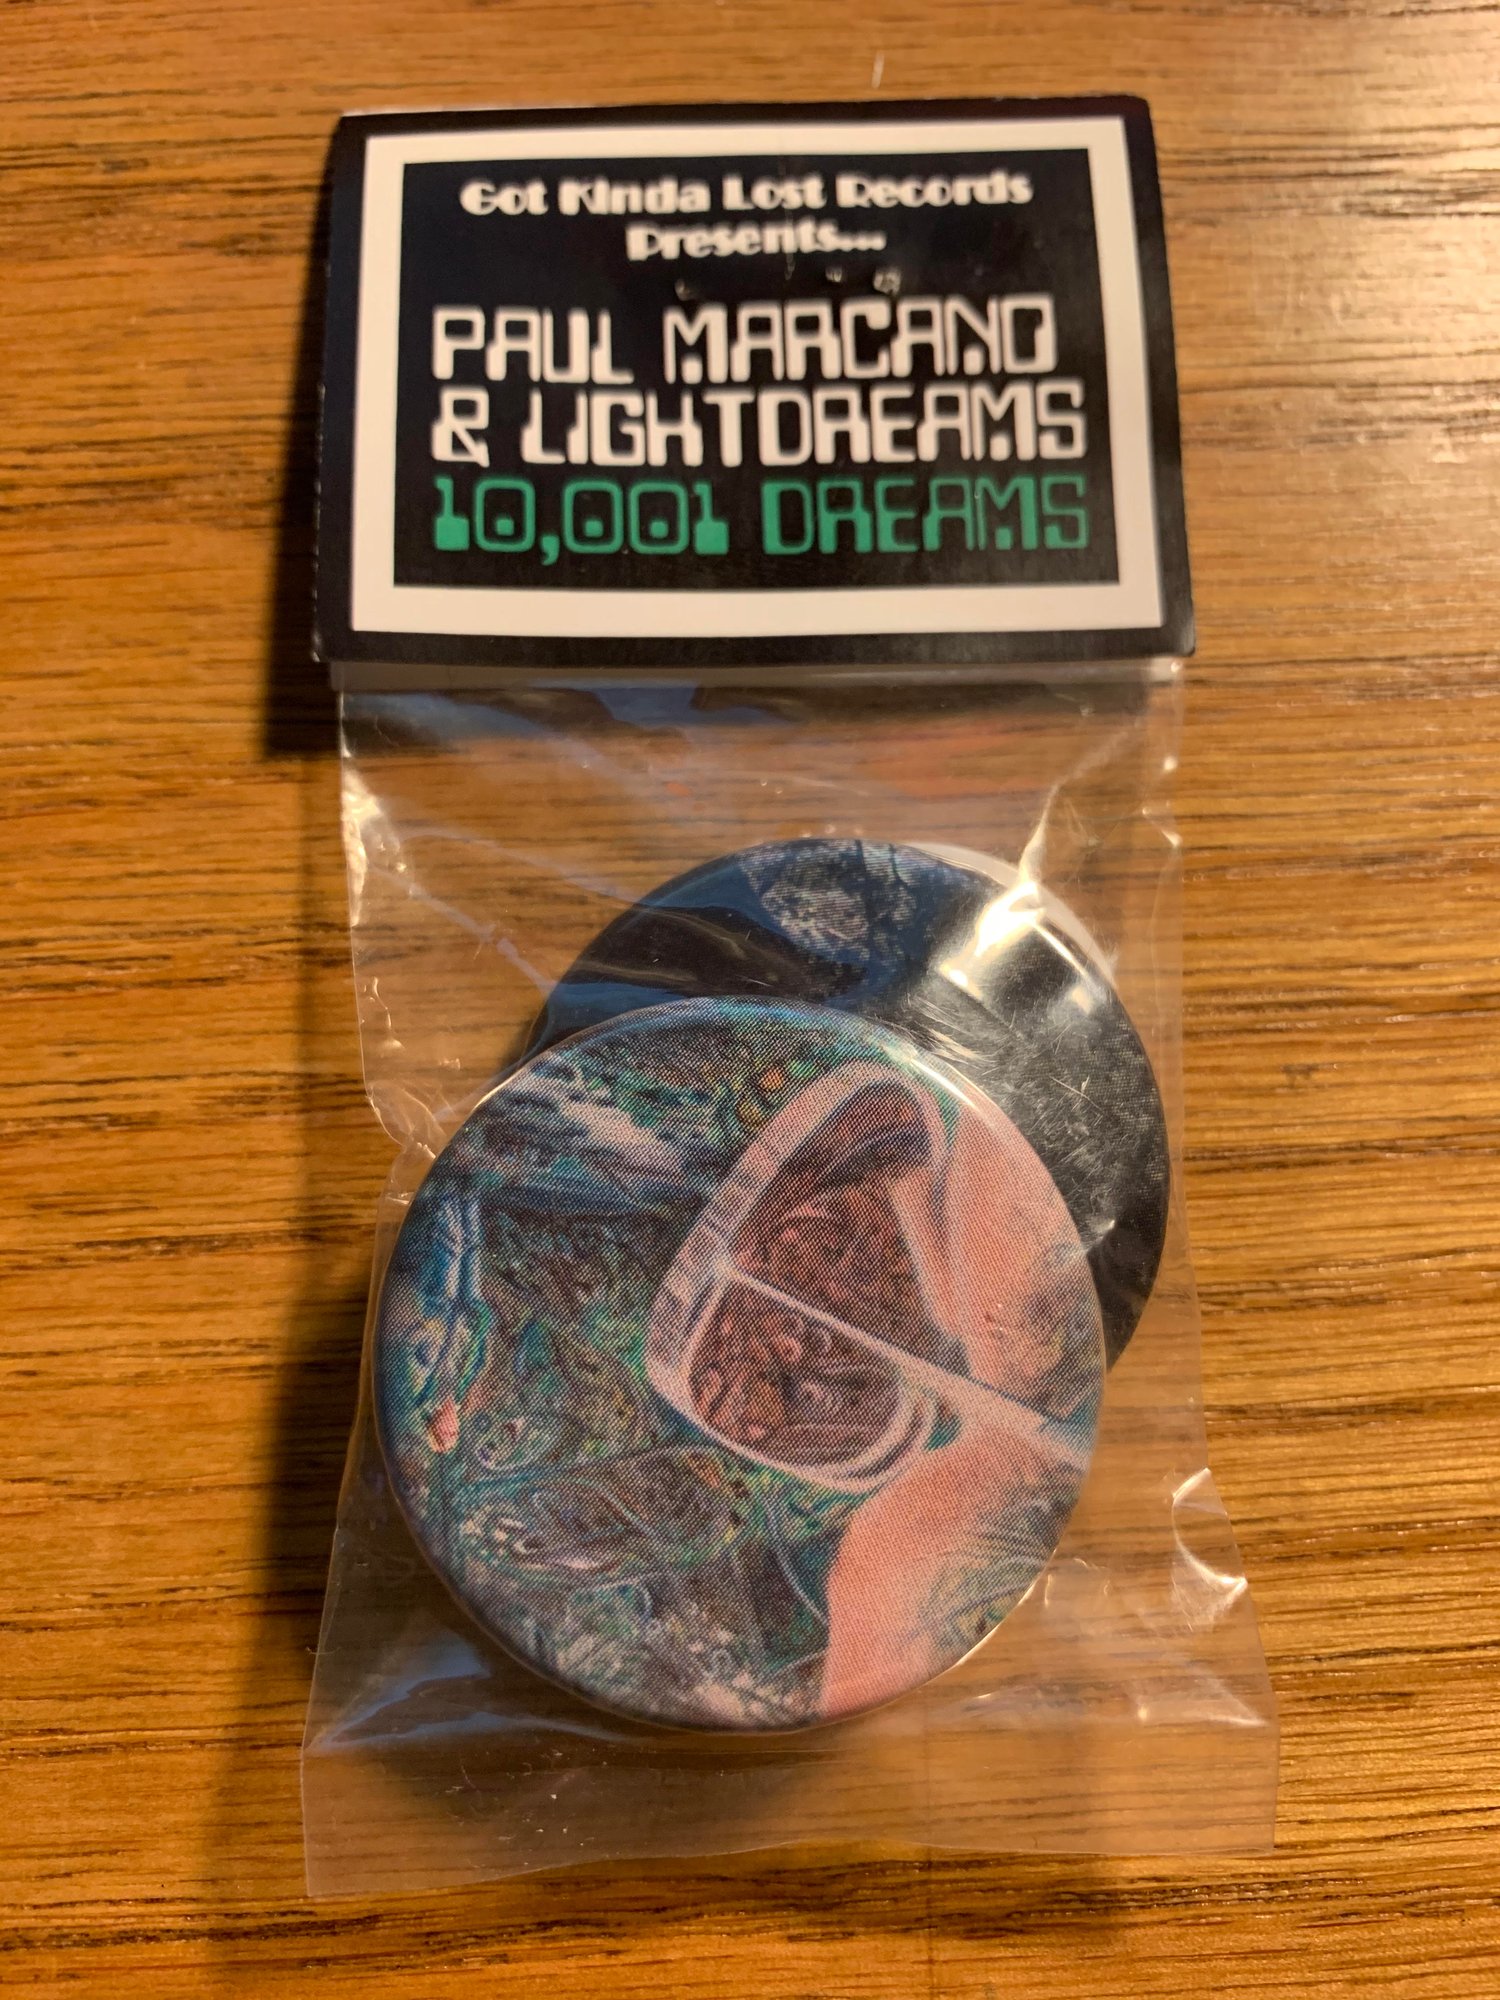 Got Kinda Lost Records
Presents...
PAUL MARCANO
& LIGHTDREAMS
10,001 DREAMS